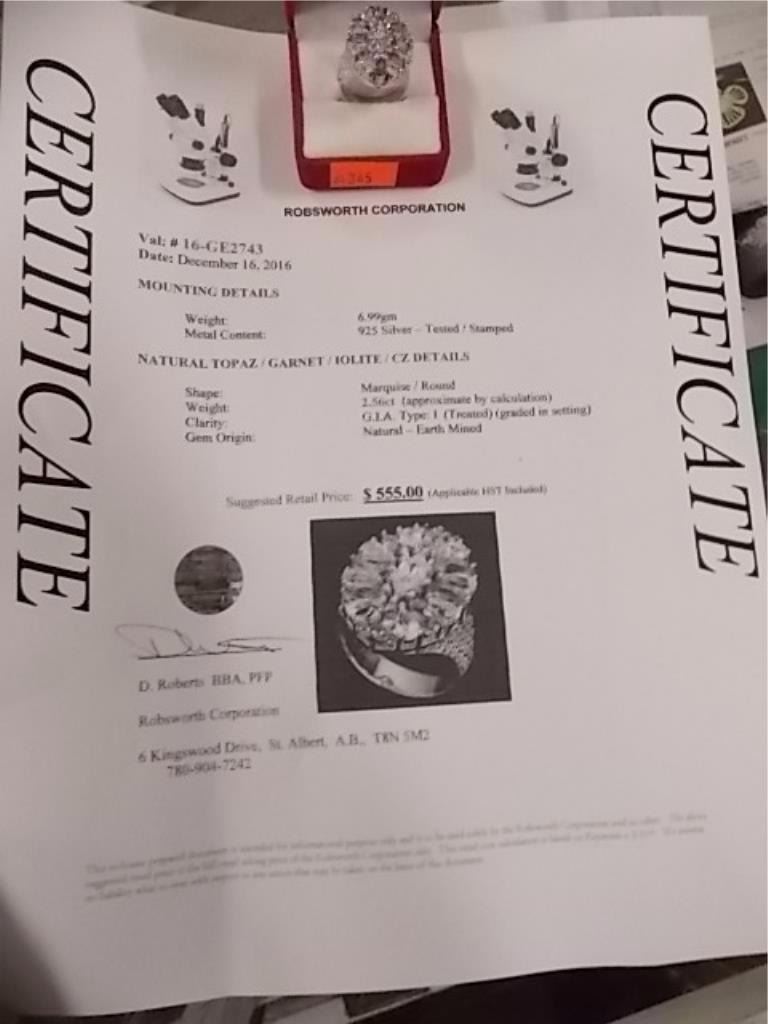 CERTIFICATE
CERTIFICATE
ROBSWORTH CORPORATION
Val: # 16-GE2743
Date: December 16, 2016
MOUNTING DETAILS
Weight: 6.99gm
Metal Content: 925 Silver – Tested / Stamped
NATURAL TOPAZ / GARNET / IOLITE / CZ DETAILS
Shape: Marquise / Round
Weight: 2.56ct (approximate by calculation)
Clarity: G.I.A. Type: 1 (Treated) (graded in setting)
Gem Origin: Natural – Earth Mined
Suggested Retail Price: $ 555.00 (Applicable HST Included)
D. Roberts BBA, PFP
Robsworth Corporation
6 Kingswood Drive, St. Albert, A.B., T8N 5M2
780-904-7242